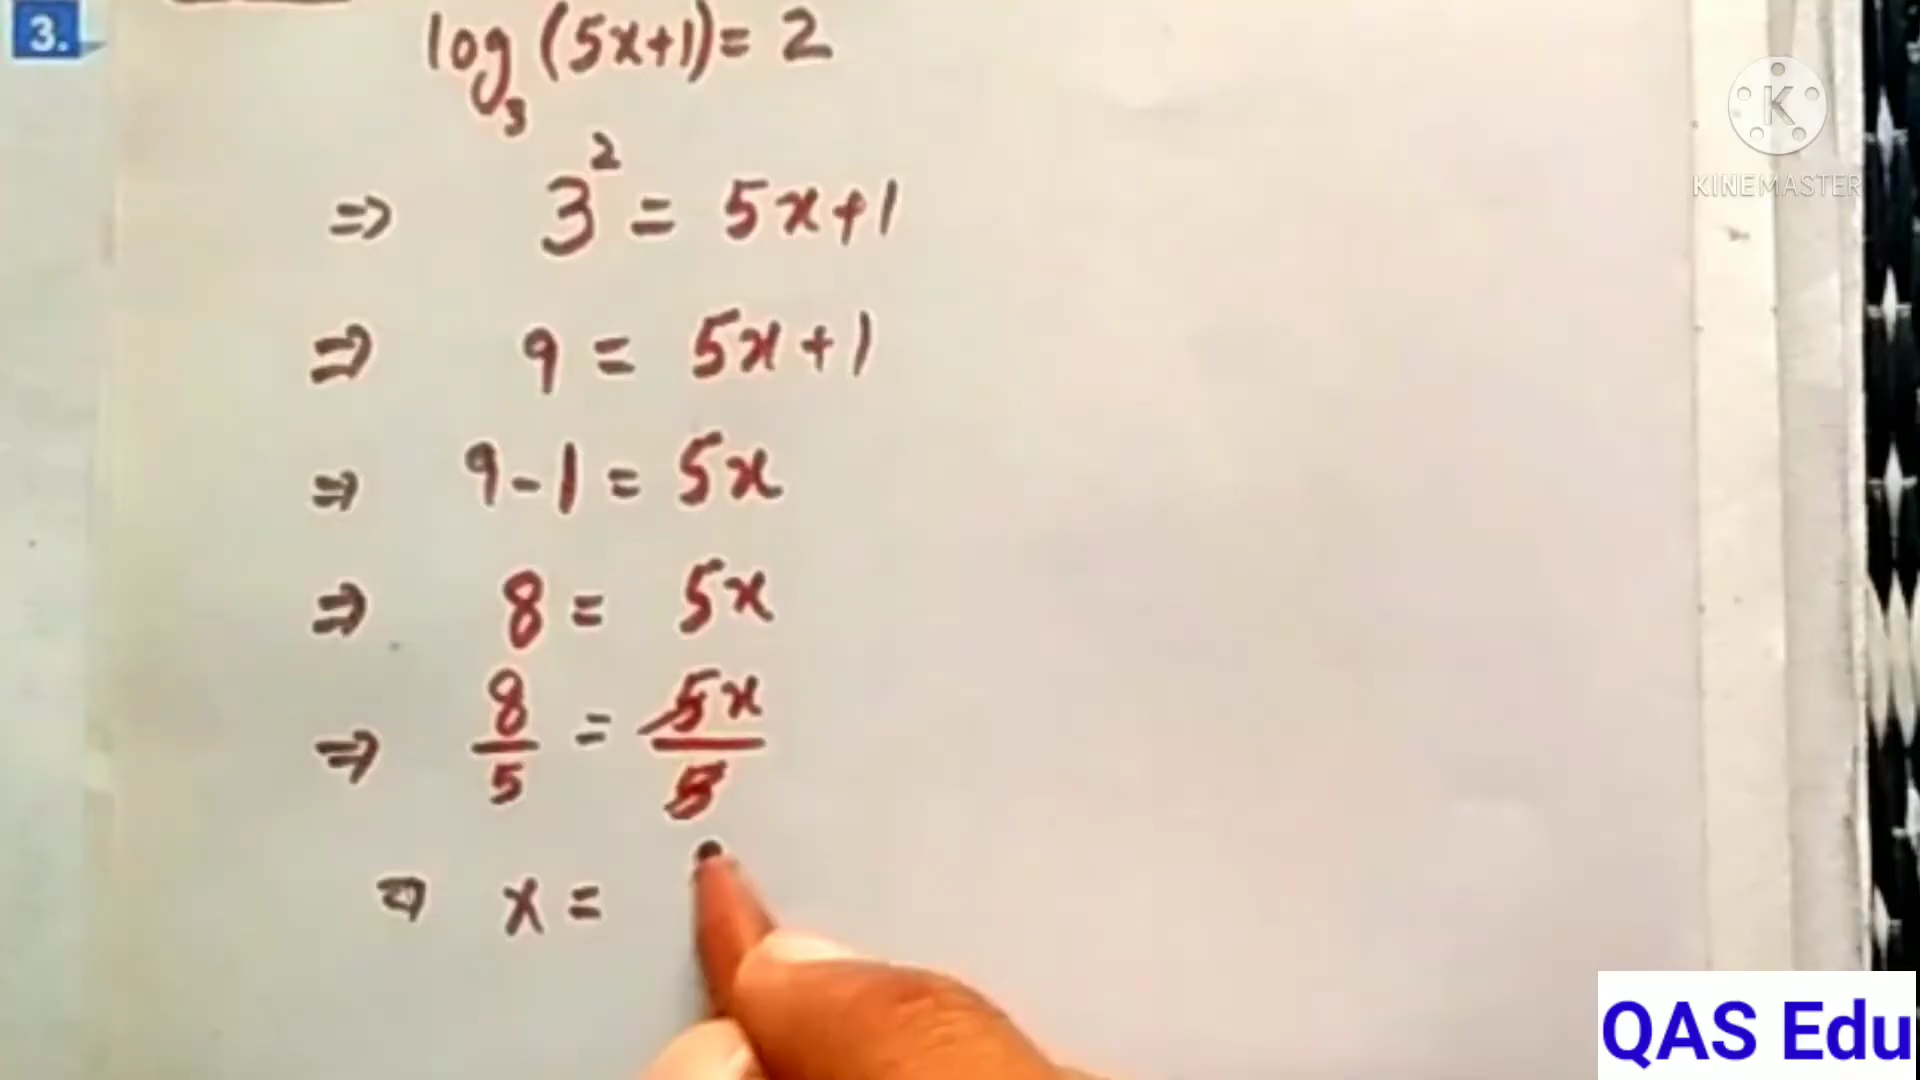 3.
log₃ (5x+1) = 2
⇒ 3² = 5x+1
⇒ 9 = 5x+1
⇒ 9-1 = 5x
⇒ 8 = 5x
⇒ 8/5 = 5x/5
⇒ x =
K
KINEMASTER
QAS Edu